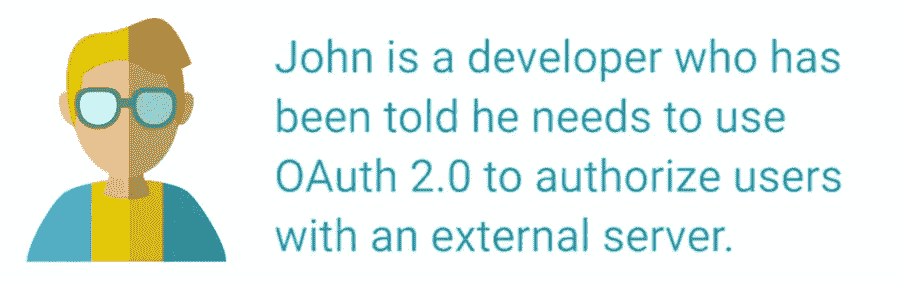 John is a developer who has
been told he needs to use
OAuth 2.0 to authorize users
with an external server.